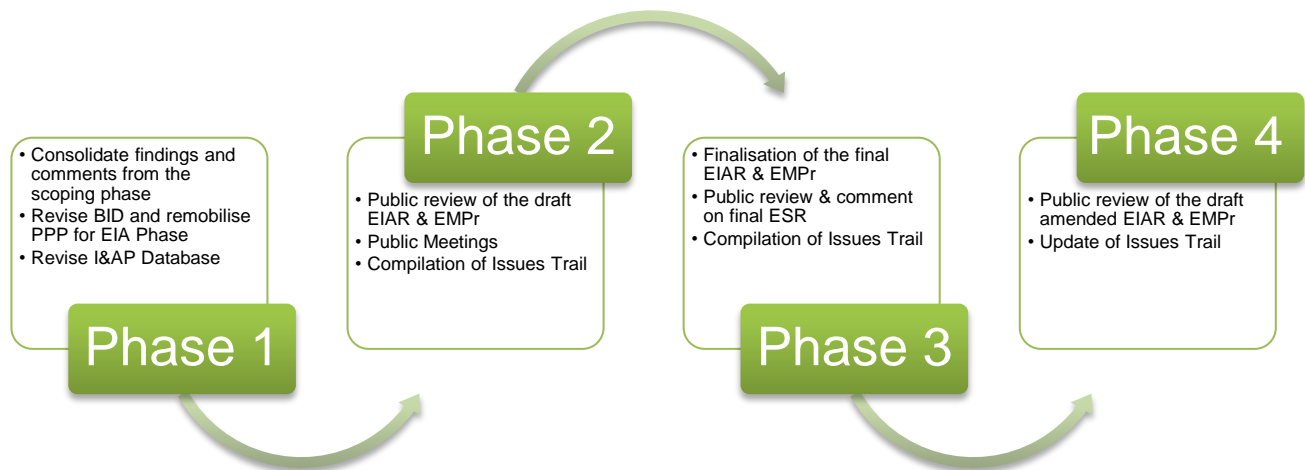 • Consolidate findings and
comments from the
scoping phase
• Revise BID and remobilise
PPP for EIA Phase
• Revise I&AP Database
Phase 1
Phase 2
• Public review of the draft
EIAR & EMPr
• Public Meetings
• Compilation of Issues Trail
• Finalisation of the final
EIAR & EMPr
• Public review & comment
on final ESR
• Compilation of Issues Trail
Phase 3
Phase 4
• Public review of the draft
amended EIAR & EMPr
• Update of Issues Trail